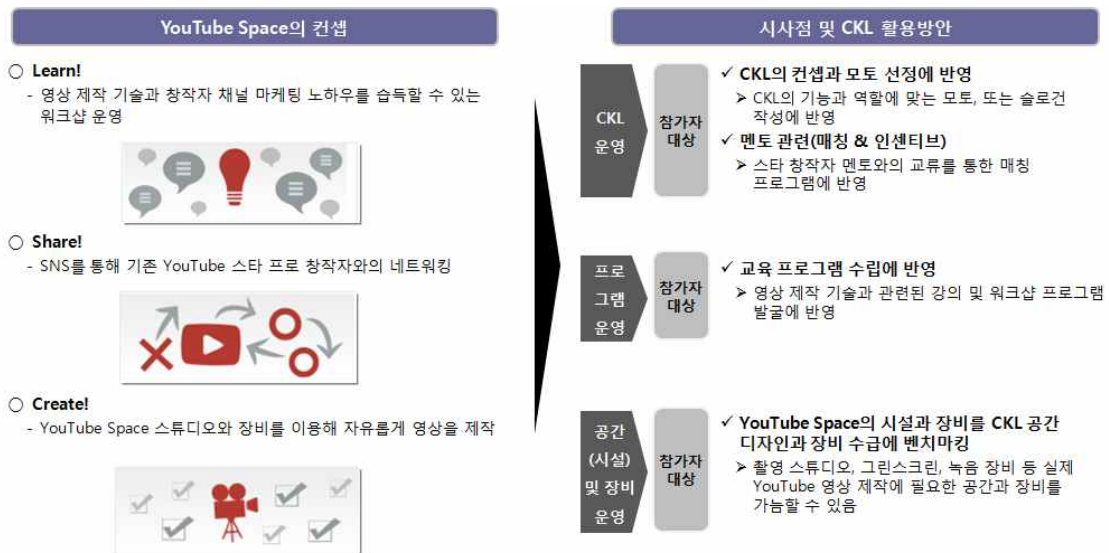 YouTube Space의 컨셉
○ Learn!
- 영상 제작 기술과 창작자 채널 마케팅 노하우를 습득할 수 있는
워크샵 운영
○ Share!
- SNS를 통해 기존 YouTube 스타 프로 창작자와의 네트워킹
○ Create!
- YouTube Space 스튜디오와 장비를 이용해 자유롭게 영상을 제작
시사점 및 CKL 활용방안
CKL
운영
참가자
대상
✓ CKL의 컨셉과 모토 선정에 반영
➢ CKL의 기능과 역할에 맞는 모토, 또는 슬로건
작성에 반영
✓ 멘토 관련(매칭 & 인센티브)
➢ 스타 창작자 멘토와의 교류를 통한 매칭
프로그램에 반영
프로
그램
운영
참가자
대상
✓ 교육 프로그램 수립에 반영
➢ 영상 제작 기술과 관련된 강의 및 워크샵 프로그램
발굴에 반영
공간
(시설)
및 장비
운영
참가자
대상
✓ YouTube Space의 시설과 장비를 CKL 공간
디자인과 장비 수급에 벤치마킹
➢ 촬영 스튜디오, 그린스크린, 녹음 장비 등 실제
YouTube 영상 제작에 필요한 공간과 장비를
가늠할 수 있음